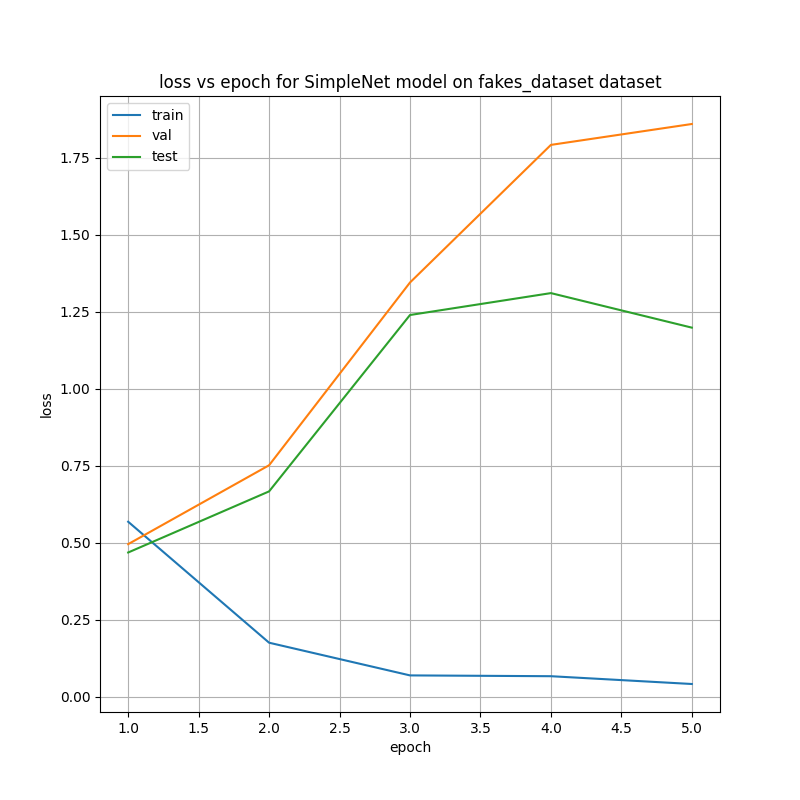 loss vs epoch for SimpleNet model on fakes_dataset dataset
train
val
test
1.75
1.50
1.25
1.00
0.75
0.50
0.25
0.00
loss
1.0 1.5 2.0 2.5 3.0 3.5 4.0 4.5 5.0
epoch